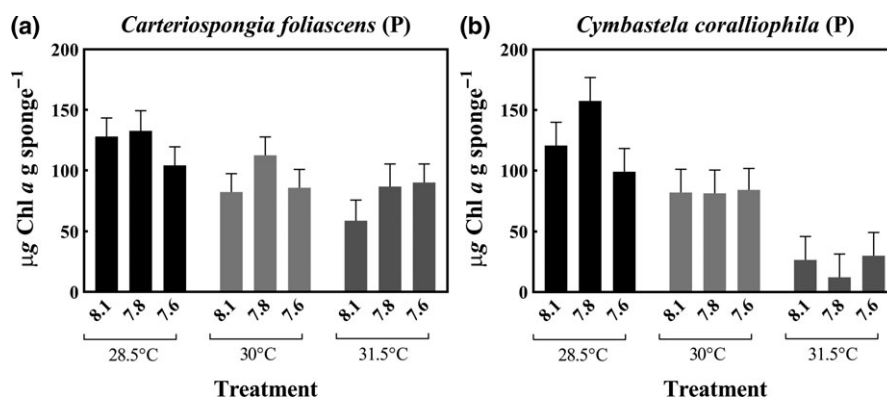 (a) Carteriospongia foliascens (P)
µg Chl a g sponge⁻¹
200
150
100
50
0
8.1 7.8 7.6 8.1 7.8 7.6 8.1 7.8 7.6
28.5°C 30°C 31.5°C
Treatment
(b) Cymbastela coralliophila (P)
µg Chl a g sponge⁻¹
200
150
100
50
0
8.1 7.8 7.6 8.1 7.8 7.6 8.1 7.8 7.6
28.5°C 30°C 31.5°C
Treatment